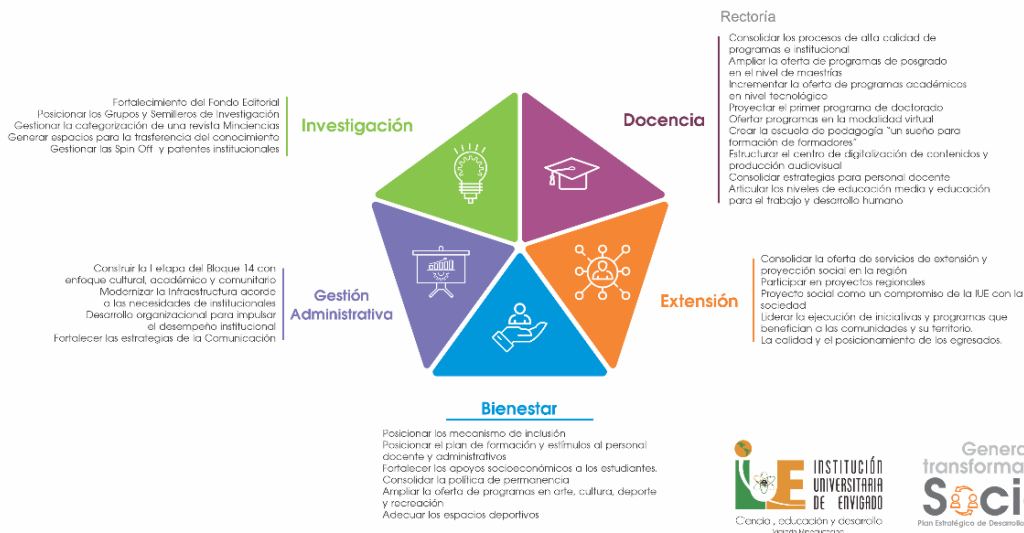 Rectoría
Investigación
Fortalecimiento del Fondo Editorial
Posicionar los Grupos y Semilleros de Investigación
Gestionar la categorización de una revista Minciencias
Generar espacios para la trasferencia del conocimiento
Gestionar las Spin Off y patentes institucionales
Docencia
Consolidar los procesos de alta calidad de
programas e institucional
Ampliar la oferta de programas de posgrado
en el nivel de maestrías
Incrementar la oferta de programas académicos
en nivel tecnológico
Proyectar el primer programa de doctorado
Ofertar programas en la modalidad virtual
Crear la escuela de pedagogía "un sueño para
formación de formadores"
Estructurar el centro de digitalización de contenidos y
producción audiovisual
Consolidar estrategias para personal docente
Articular los niveles de educación media y educación
para el trabajo y desarrollo humano
Gestión
Administrativa
Construir la I etapa del Bloque 14 con
enfoque cultural, académico y comunitario
Modernizar la Infraestructura acorde
a las necesidades de institucionales
Desarrollo organizacional para impulsar
el desempeño institucional
Fortalecer las estrategias de la Comunicación
Extensión
Consolidar la oferta de servicios de extensión y
proyección social en la región
Participar en proyectos regionales
Proyecto social como un compromiso de la IUE con la
sociedad
Liderar la ejecución de iniciativas y programas que
benefician a las comunidades y su territorio.
La calidad y el posicionamiento de los egresados.
Bienestar
Posicionar los mecanismo de inclusión
Posicionar el plan de formación y estímulos al personal
docente y administrativos
Fortalecer los apoyos socioeconómicos a los estudiantes.
Consolidar la política de permanencia
Ampliar la oferta de programas en arte, cultura, deporte
y recreación
Adecuar los espacios deportivos
iUE
INSTITUCIÓN
UNIVERSITARIA
DE ENVIGADO
Ciencia, educación y desarrollo
Genera
transforma
Soci
Plan Estratégico de Desarrollo